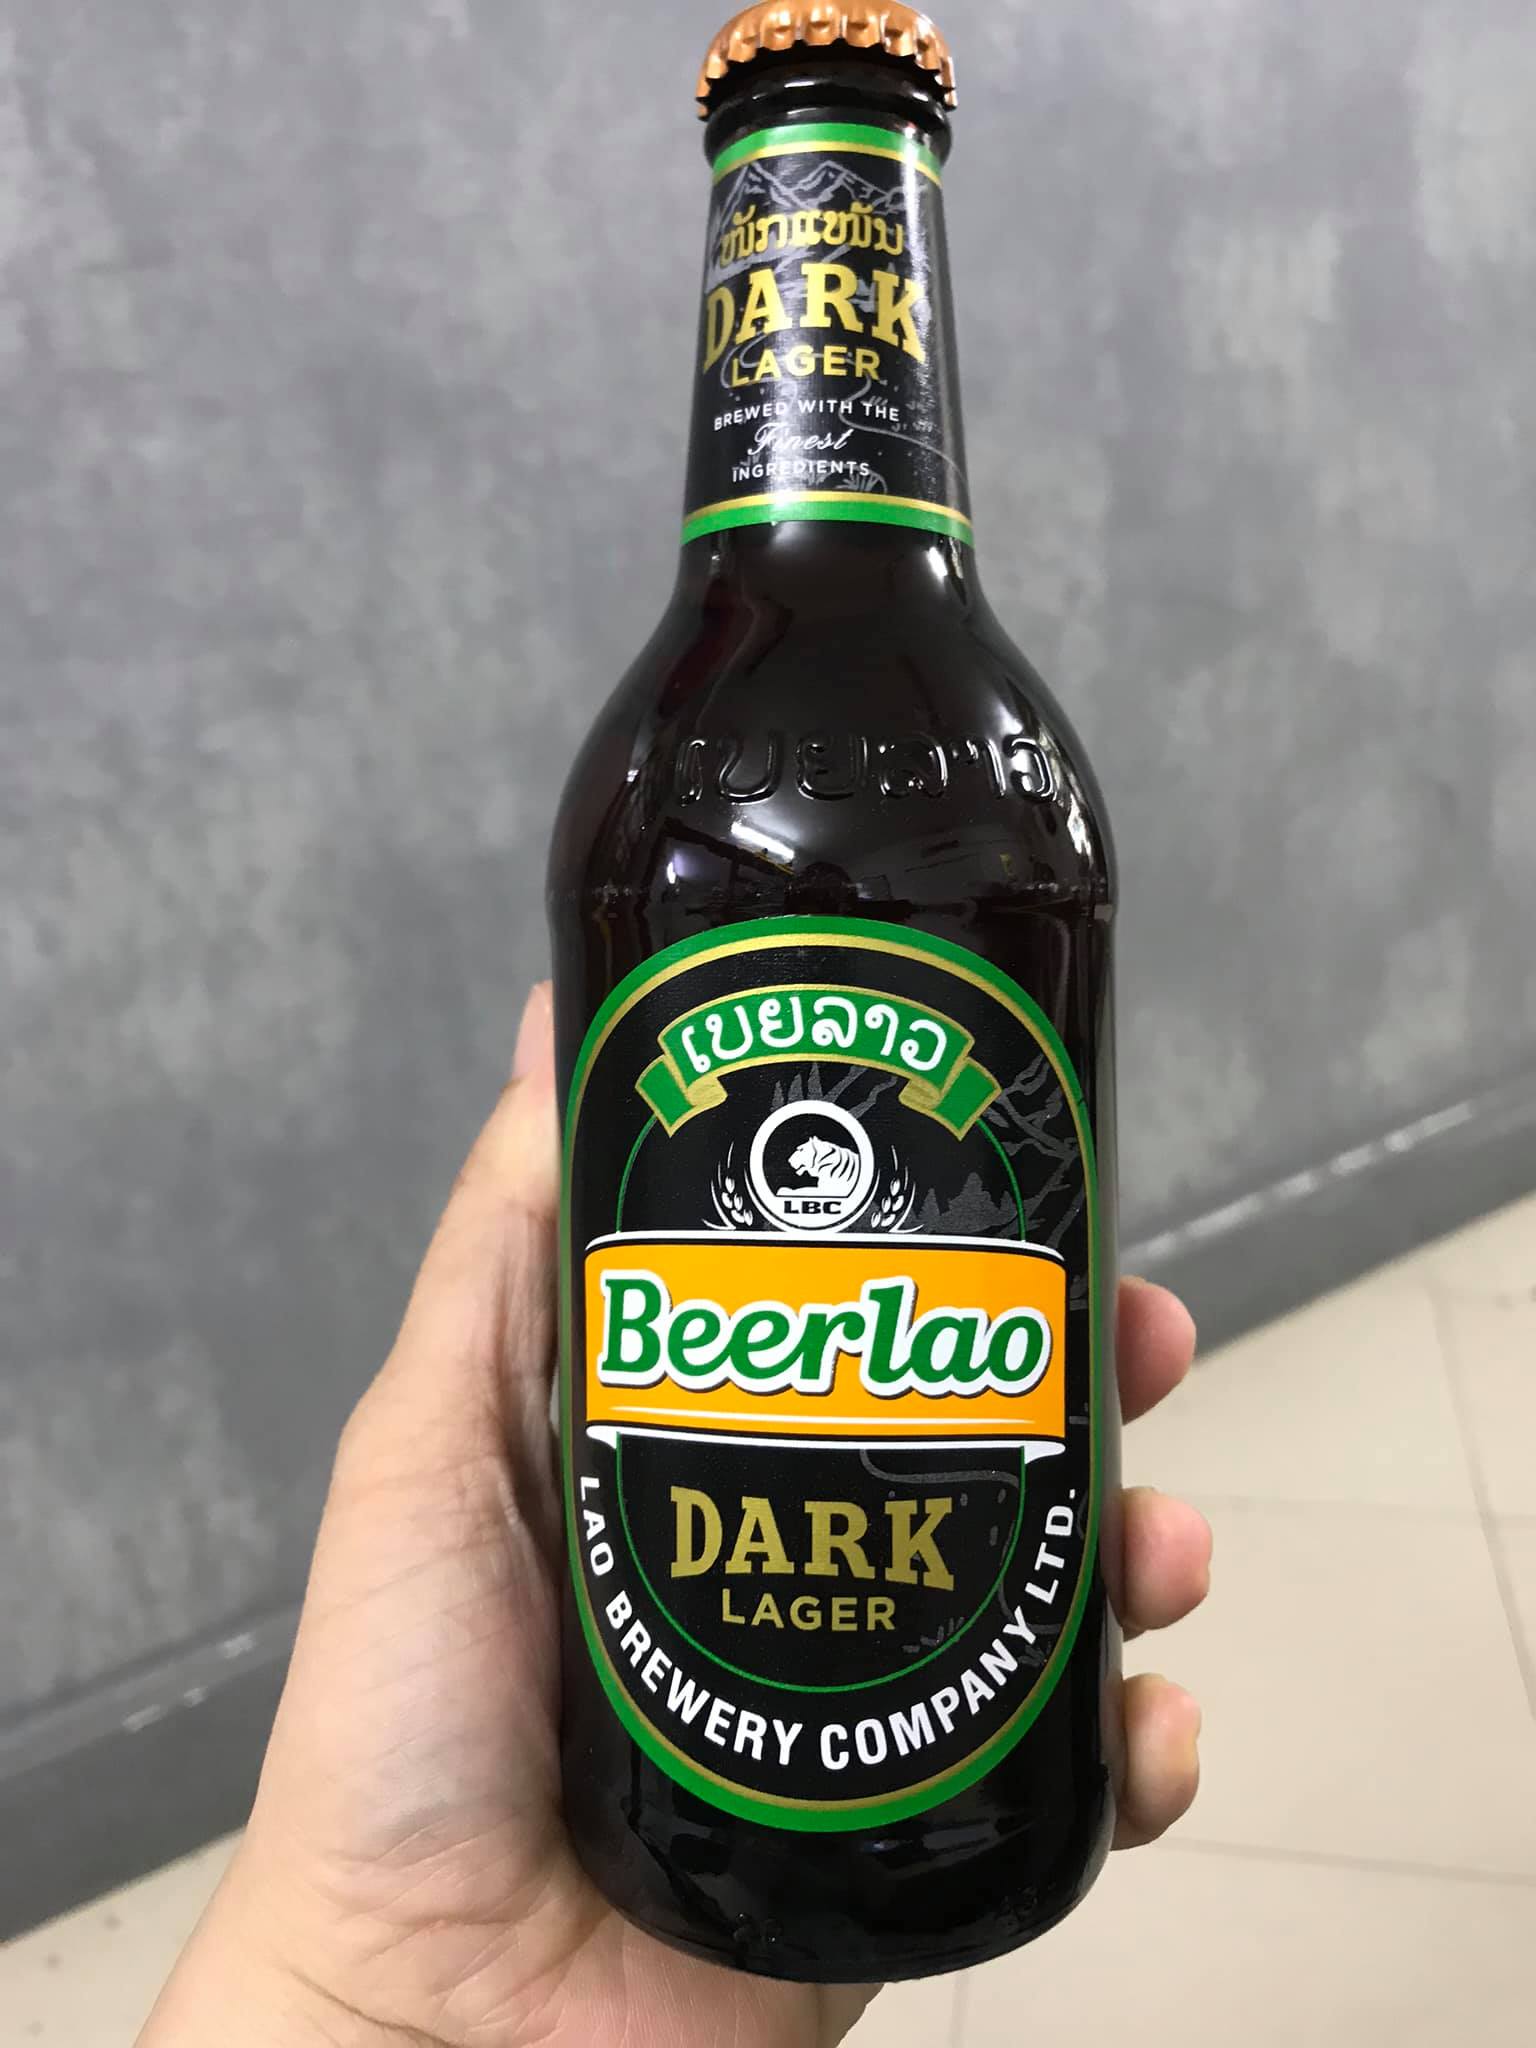 ໜັກແໜ້ນ
DARK
LAGER
BREWED WITH THE
Finest
INGREDIENTS
ເບຍລາວ
ເບຍລາວ
LBC
Beerlao
DARK
LAGER
LAO BREWERY COMPANY LTD.